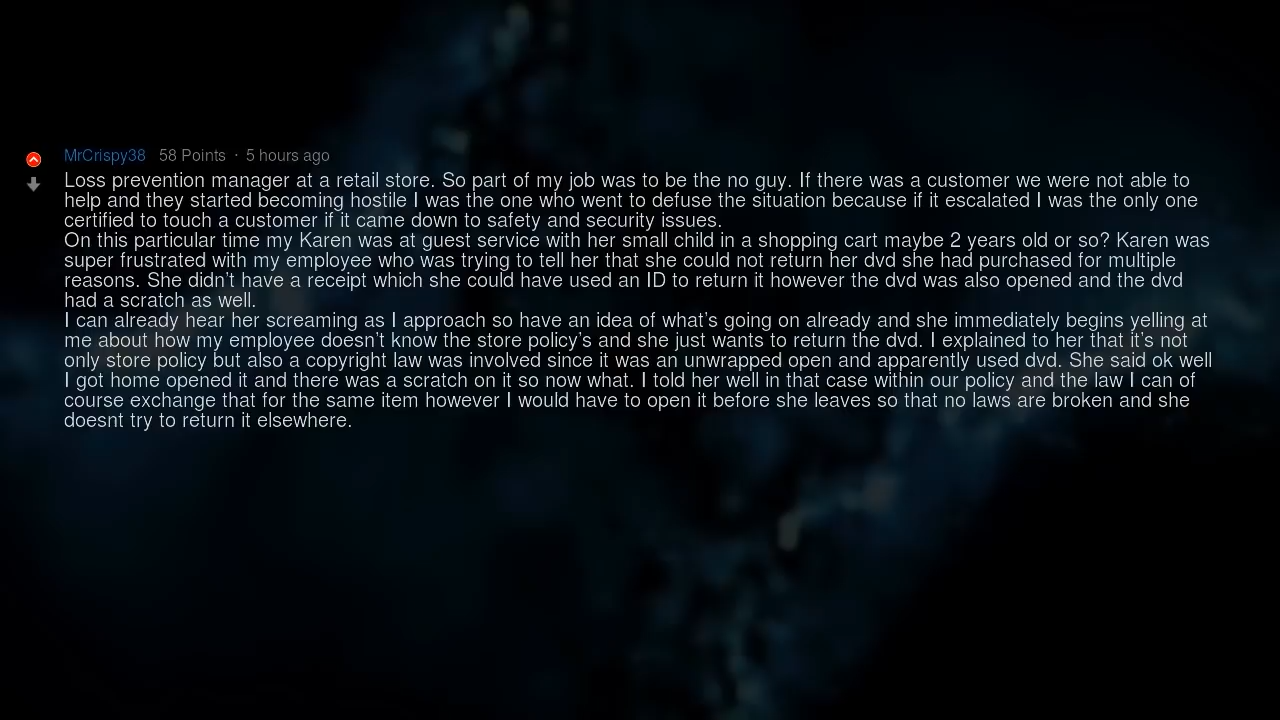 MrCrispy38 58 Points · 5 hours ago
Loss prevention manager at a retail store. So part of my job was to be the no guy. If there was a customer we were not able to
help and they started becoming hostile I was the one who went to defuse the situation because if it escalated I was the only one
certified to touch a customer if it came down to safety and security issues.
On this particular time my Karen was at guest service with her small child in a shopping cart maybe 2 years old or so? Karen was
super frustrated with my employee who was trying to tell her that she could not return her dvd she had purchased for multiple
reasons. She didn't have a receipt which she could have used an ID to return it however the dvd was also opened and the dvd
had a scratch as well.
I can already hear her screaming as I approach so have an idea of what's going on already and she immediately begins yelling at
me about how my employee doesn't know the store policy's and she just wants to return the dvd. I explained to her that it's not
only store policy but also a copyright law was involved since it was an unwrapped open and apparently used dvd. She said ok well
I got home opened it and there was a scratch on it so now what. I told her well in that case within our policy and the law I can of
course exchange that for the same item however I would have to open it before she leaves so that no laws are broken and she
doesnt try to return it elsewhere.